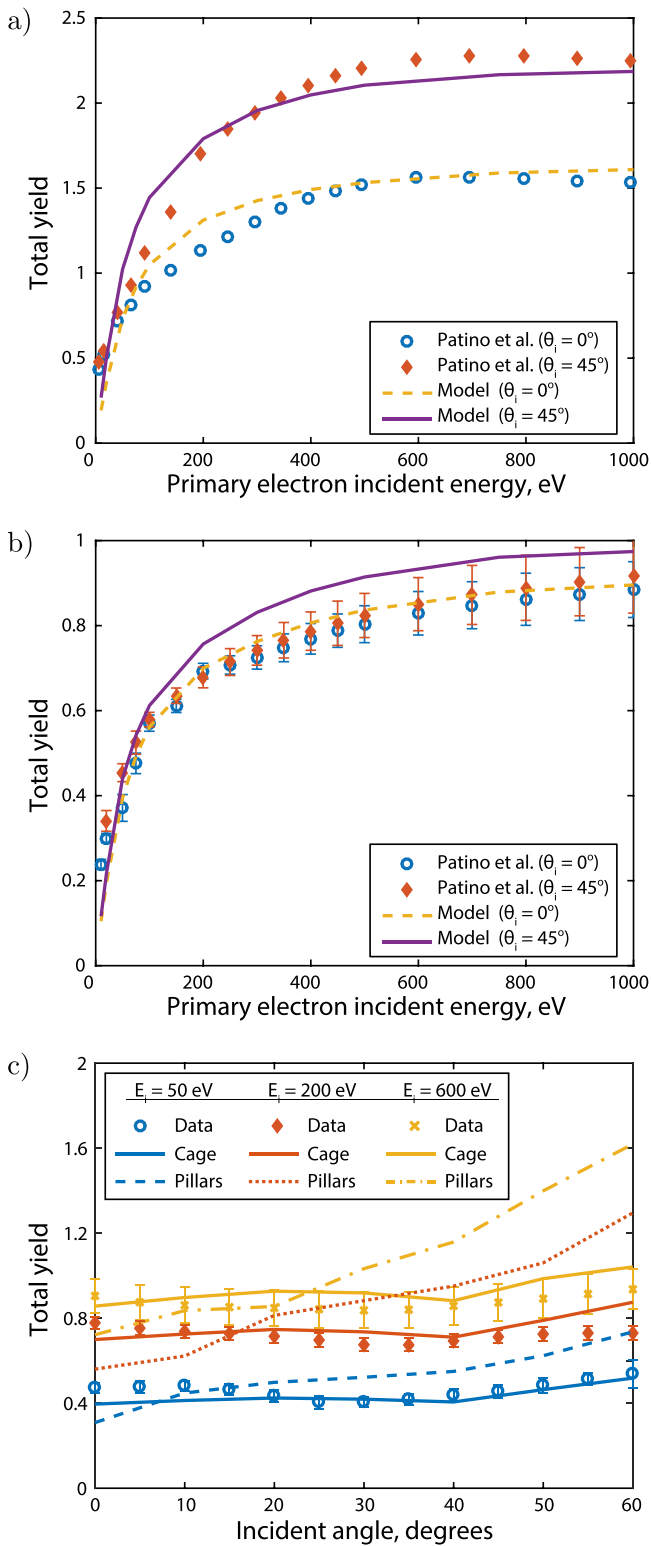 a)
2.5
2
1.5
1
0.5
0
Total yield
Patino et al. (θi = 0°)
Patino et al. (θi = 45°)
Model (θi = 0°)
Model (θi = 45°)
0 200 400 600 800 1000
Primary electron incident energy, eV
b)
1
0.8
0.6
0.4
0.2
0
Total yield
Patino et al. (θi = 0°)
Patino et al. (θi = 45°)
Model (θi = 0°)
Model (θi = 45°)
0 200 400 600 800 1000
Primary electron incident energy, eV
c)
2
1.6
1.2
0.8
0.4
0
Total yield
Ei = 50 eV Ei = 200 eV Ei = 600 eV
Data Data Data
Cage Cage Cage
Pillars Pillars Pillars
0 10 20 30 40 50 60
Incident angle, degrees